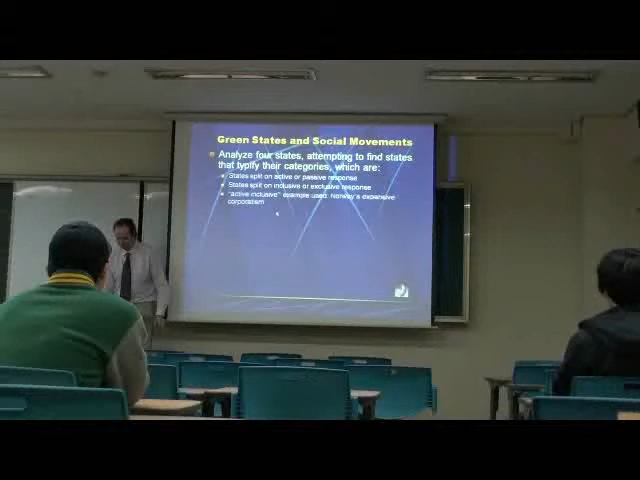 Green States and Social Movements
Analyze four states, attempting to find states
that typify their categories, which are:
States split on active or passive response
States split on inclusive or exclusive response
"active inclusive" example used: Norway's expansive
corporatism